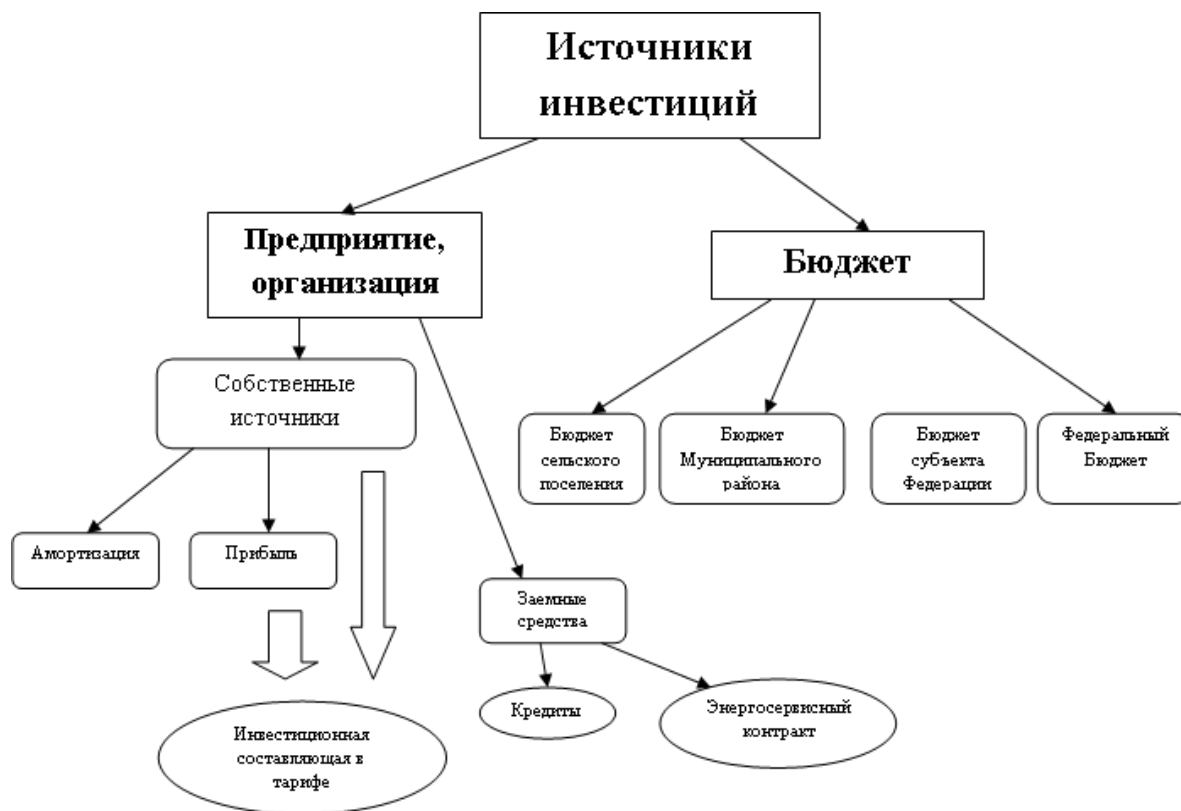 Источники
инвестиций
Предприятие,
организация
Бюджет
Собственные
источники
Бюджет
сельского
поселения
Бюджет
Муниципального
района
Бюджет
субъекта
Федерации
Федеральный
Бюджет
Амортизация
Прибыль
Заемные
средства
Кредиты
Энергосервисный
контракт
Инвестиционная
составляющая в
тарифе